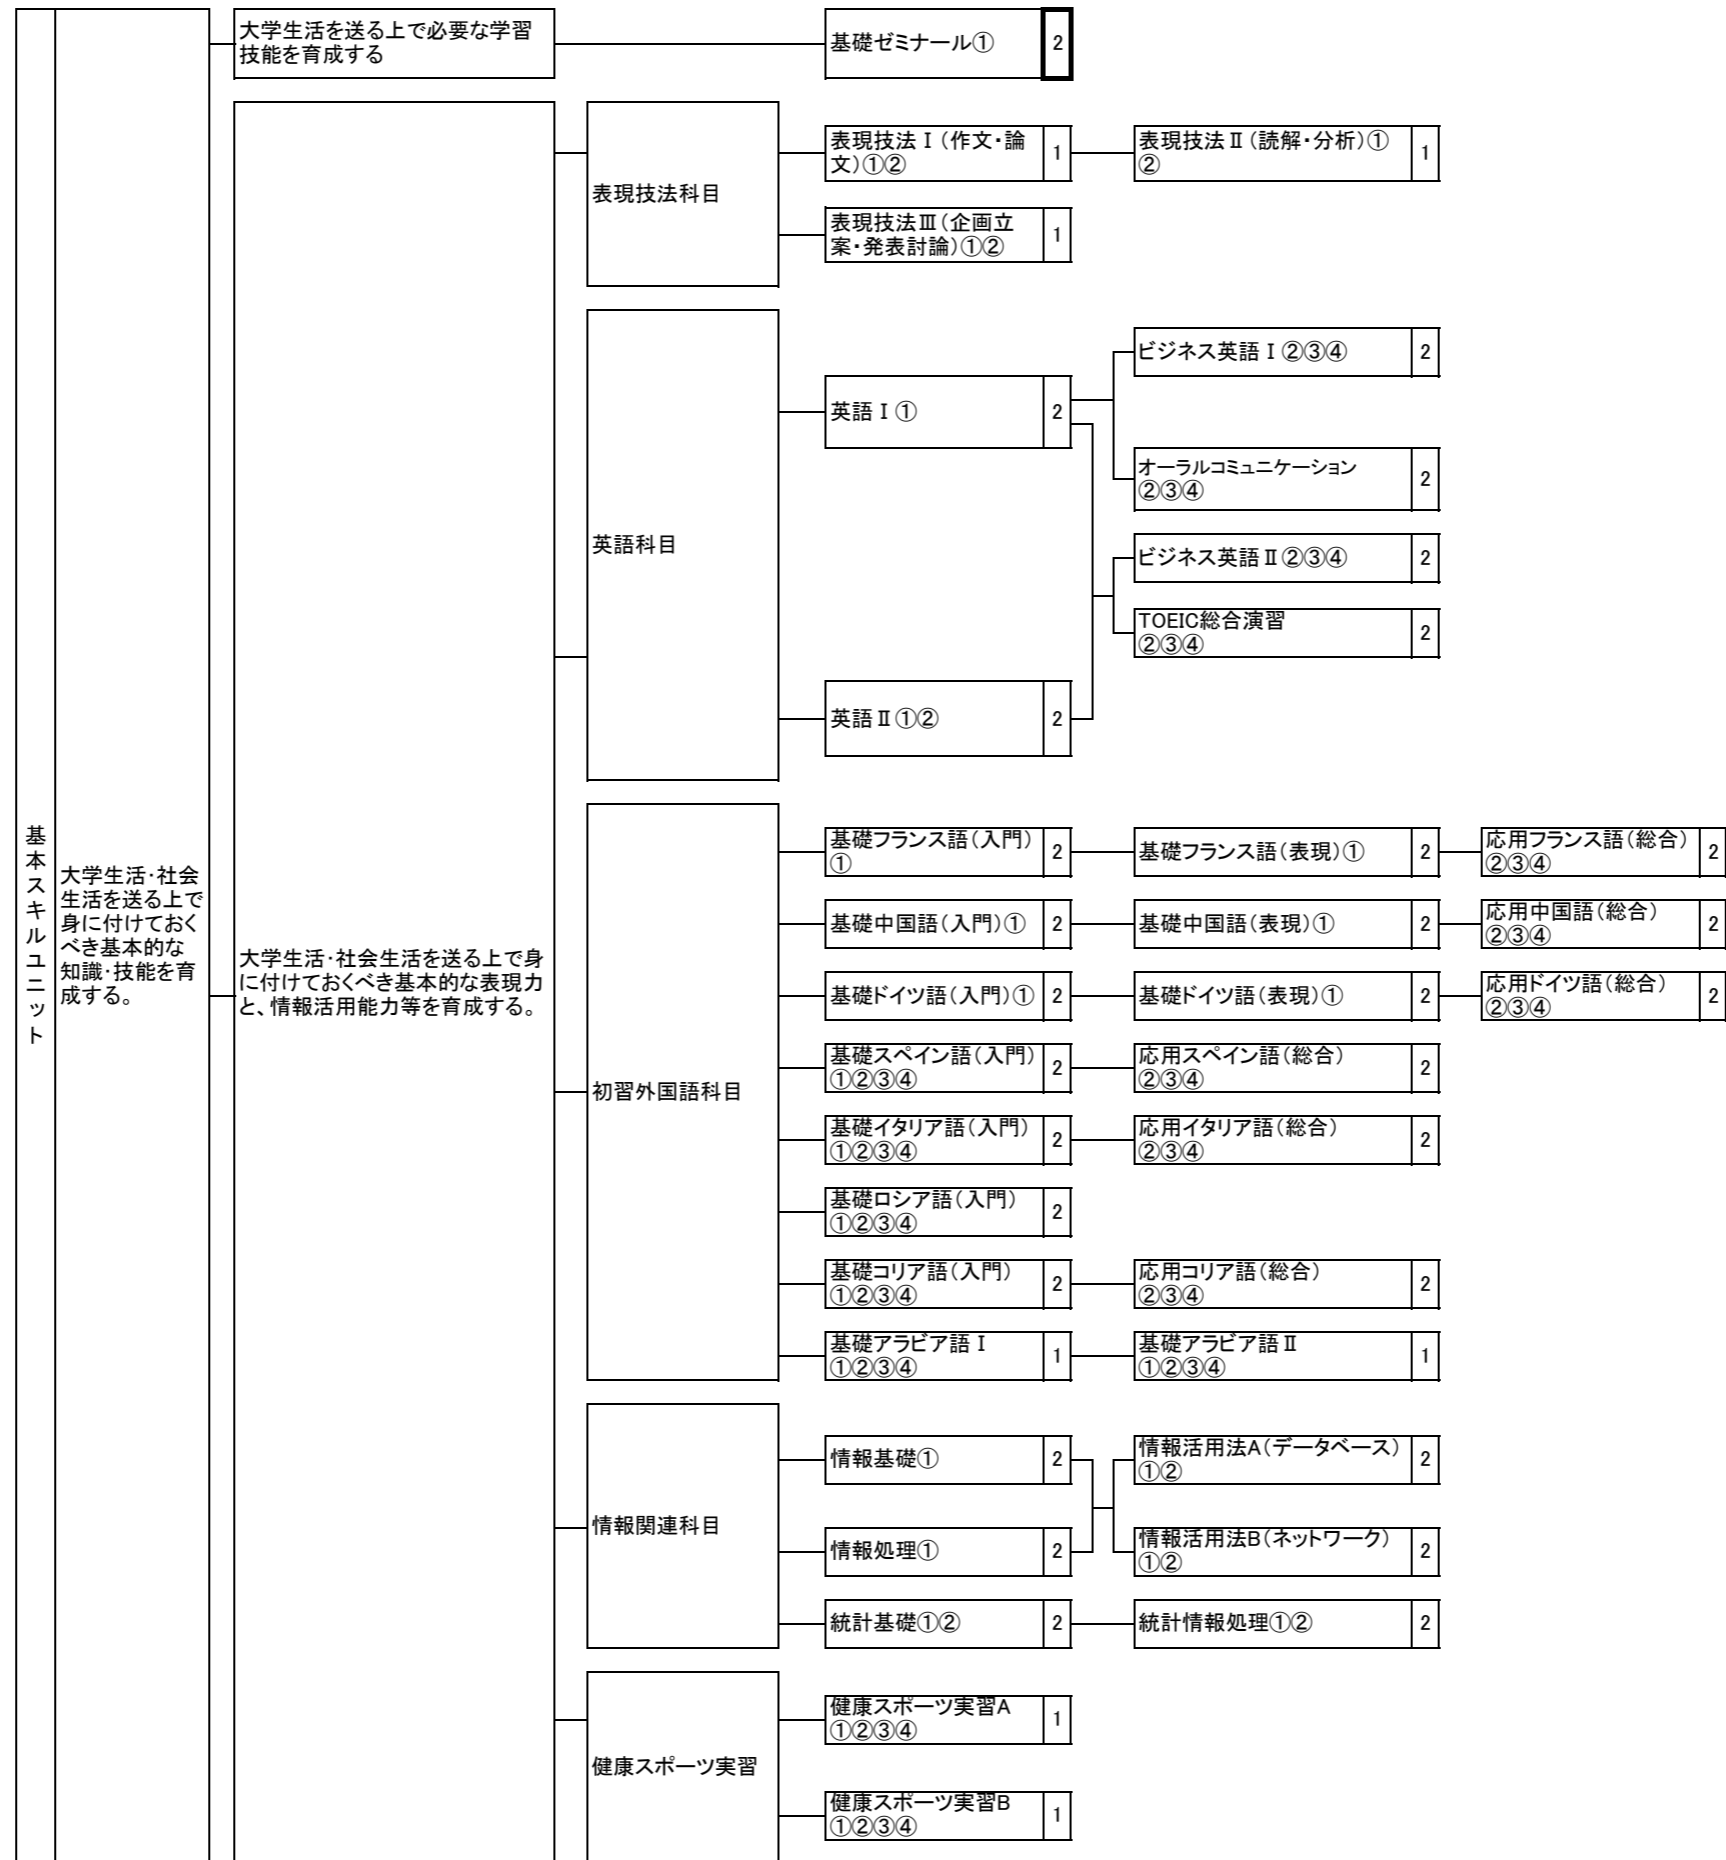 基本スキルユニット
大学生活・社会
生活を送る上で
身に付けておく
べき基本的な
知識・技能を育
成する。
大学生活を送る上で必要な学習
技能を育成する
基礎ゼミナール① 2
大学生活・社会生活を送る上で身
に付けておくべき基本的な表現力
と、情報活用能力等を育成する。
表現技法科目
表現技法Ⅰ（作文・論
文）①② 1
表現技法Ⅱ（読解・分析）①
② 1
表現技法Ⅲ（企画立
案・発表討論）①② 1
英語科目
英語Ⅰ① 2
ビジネス英語Ⅰ②③④ 2
オーラルコミュニケーション
②③④ 2
ビジネス英語Ⅱ②③④ 2
TOEIC総合演習
②③④ 2
英語Ⅱ①② 2
初習外国語科目
基礎フランス語（入門）
① 2
基礎フランス語（表現）① 2
応用フランス語（総合）
②③④ 2
基礎中国語（入門）① 2
基礎中国語（表現）① 2
応用中国語（総合）
②③④ 2
基礎ドイツ語（入門）① 2
基礎ドイツ語（表現）① 2
応用ドイツ語（総合）
②③④ 2
基礎スペイン語（入門）
①②③④ 2
応用スペイン語（総合）
②③④ 2
基礎イタリア語（入門）
①②③④ 2
応用イタリア語（総合）
②③④ 2
基礎ロシア語（入門）
①②③④ 2
基礎コリア語（入門）
①②③④ 2
応用コリア語（総合）
②③④ 2
基礎アラビア語Ⅰ
①②③④ 1
基礎アラビア語Ⅱ
①②③④ 1
情報関連科目
情報基礎① 2
情報活用法A（データベース）
①② 2
情報処理① 2
情報活用法B（ネットワーク）
①② 2
統計基礎①② 2
統計情報処理①② 2
健康スポーツ実習
健康スポーツ実習A
①②③④ 1
健康スポーツ実習B
①②③④ 1